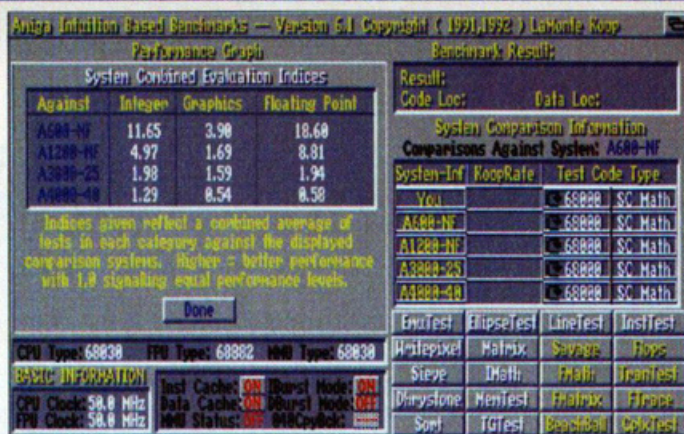 Amiga Intuition Based Benchmarks — Version 6.1 Copyright ( 1991,1992 ) LaMonte Koop
Performance Graph
System Combined Evaluation Indices
Against Integer Graphics Floating Point
A600-NF 11.65 3.90 18.60
A1200-NF 4.97 1.69 8.81
A3000-25 1.98 1.59 1.94
A4000-40 1.29 0.54 0.58
Indices given reflect a combined average of
tests in each category against the displayed
comparison systems. Higher = better performance
with 1.0 signalling equal performance levels.
Done
CPU Type: 68030 FPU Type: 68882 MMU Type: 68030
BASIC INFORMATION
CPU Clock: 50.0 MHz
FPU Clock: 50.0 MHz
Inst Cache: ON IBurst Mode: ON
Data Cache: ON DBurst Mode: OFF
MMU Status: OFF 040CpyBck:
Benchmark Result:
Result:
Code Loc: Data Loc:
System Comparison Information
Comparisons Against System: A600-NF
System-Inf KoopRate Test Code Type
You 68000 SC Math
A600-NF 68000 SC Math
A1200-NF 68000 SC Math
A3000-25 68000 SC Math
A4000-40 68000 SC Math
EmuTest EllipseTest LineTest InstTest
Writepixel Matrix Savage Flops
Sieve IMath FMath TranTest
Dhrystone MemTest FMatrix FTrace
Sort TGTest BeachBall CplxTest